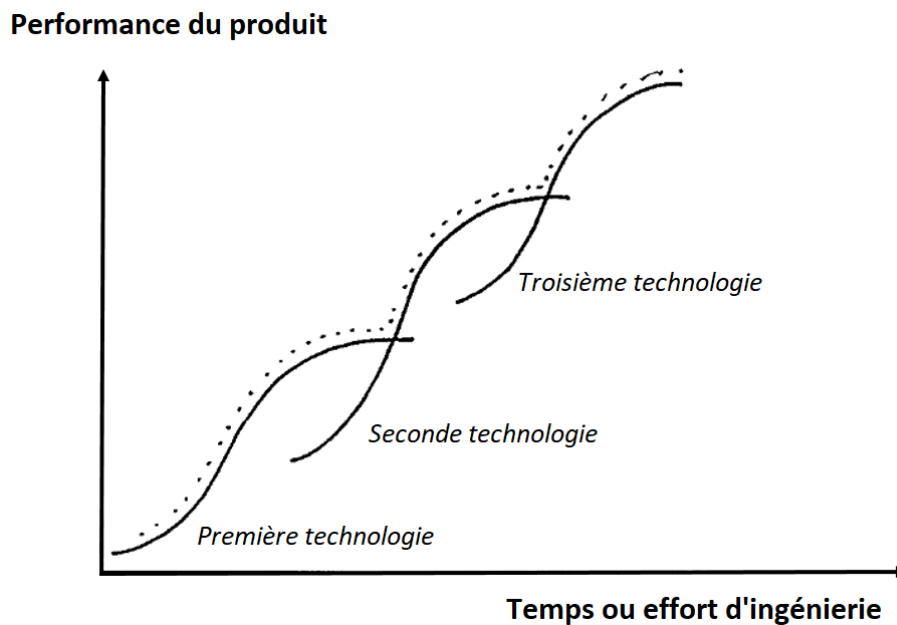 Performance du produit
Troisième technologie
Seconde technologie
Première technologie
Temps ou effort d'ingénierie